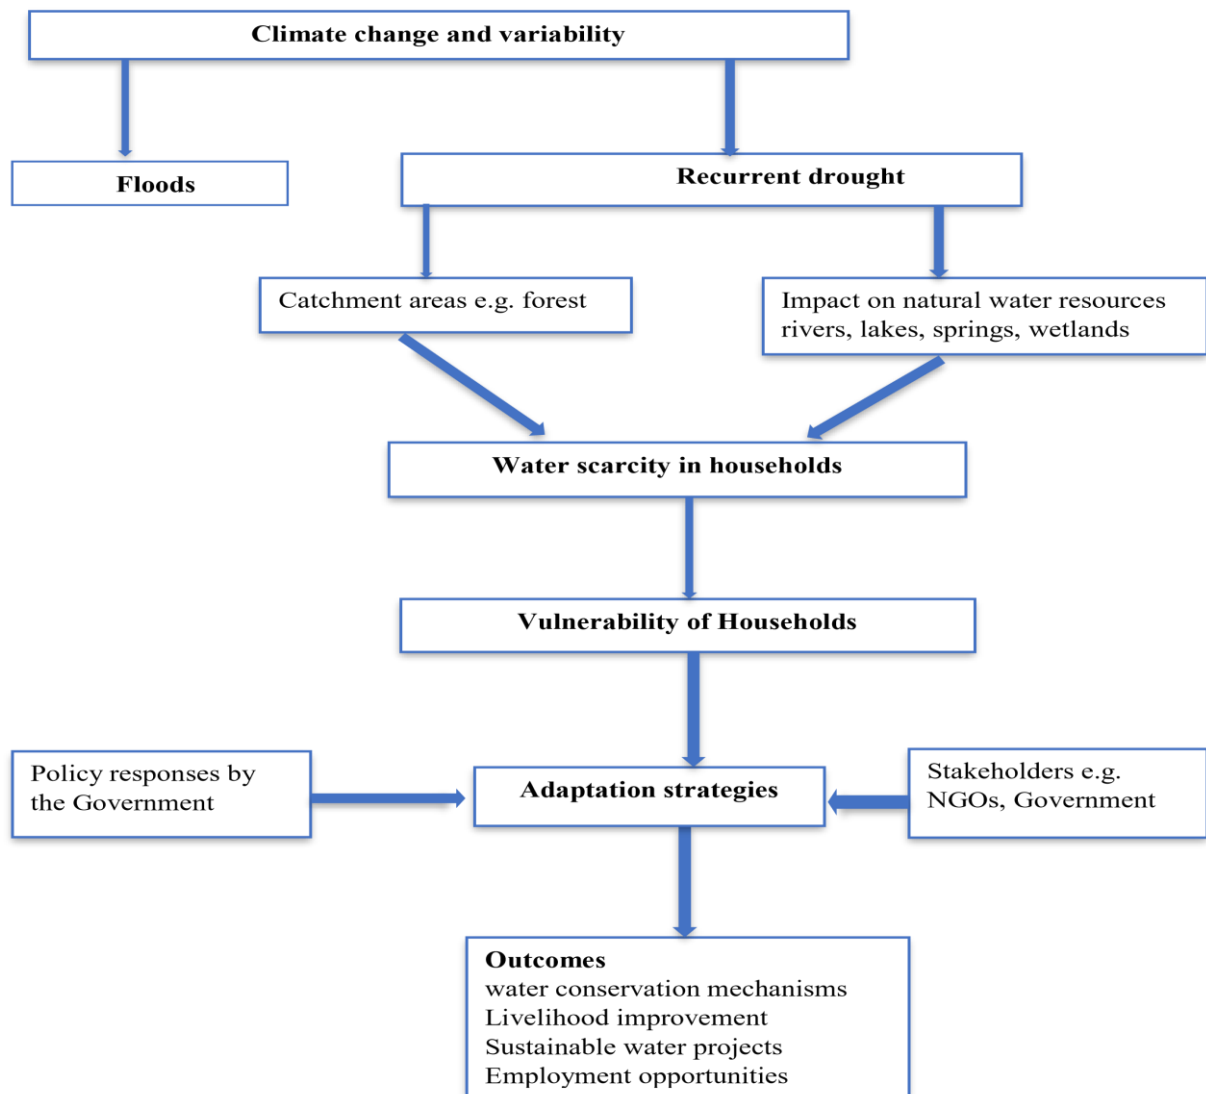 Climate change and variability
Floods
Recurrent drought
Catchment areas e.g. forest
Impact on natural water resources
rivers, lakes, springs, wetlands
Water scarcity in households
Vulnerability of Households
Policy responses by
the Government
Adaptation strategies
Stakeholders e.g.
NGOs, Government
Outcomes
water conservation mechanisms
Livelihood improvement
Sustainable water projects
Employment opportunities